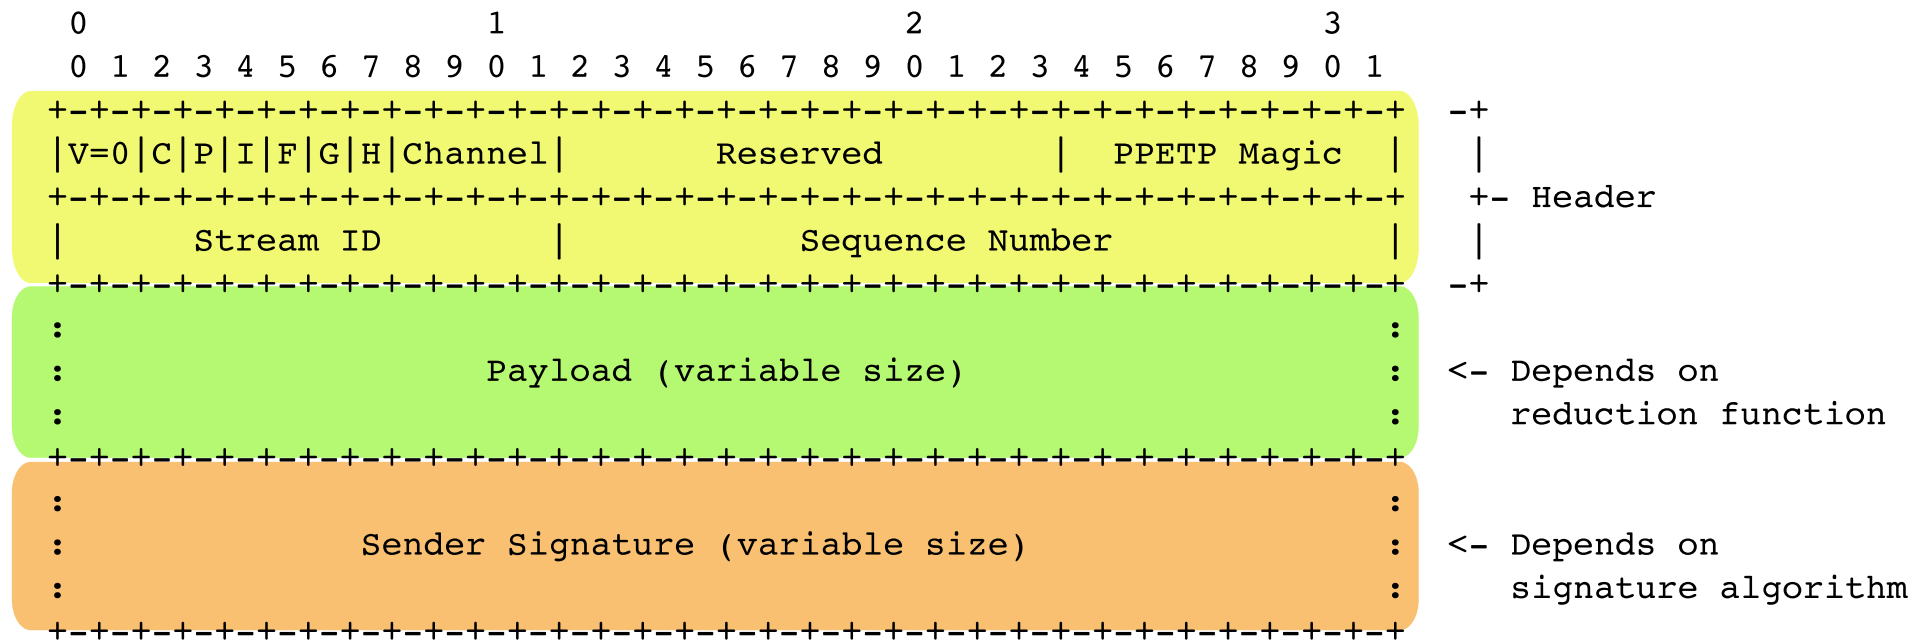 0                   1                   2                   3
 0 1 2 3 4 5 6 7 8 9 0 1 2 3 4 5 6 7 8 9 0 1 2 3 4 5 6 7 8 9 0 1
+-+-+-+-+-+-+-+-+-+-+-+-+-+-+-+-+-+-+-+-+-+-+-+-+-+-+-+-+-+-+-+-+  -+
|V=0|C|P|I|F|G|H|Channel|       Reserved        |  PPETP Magic  |   |
+-+-+-+-+-+-+-+-+-+-+-+-+-+-+-+-+-+-+-+-+-+-+-+-+-+-+-+-+-+-+-+-+   +- Header
|      Stream ID        |           Sequence Number             |   |
+-+-+-+-+-+-+-+-+-+-+-+-+-+-+-+-+-+-+-+-+-+-+-+-+-+-+-+-+-+-+-+-+  -+
:                                                               :
:                    Payload (variable size)                    :  <- Depends on
:                                                               :     reduction function
+-+-+-+-+-+-+-+-+-+-+-+-+-+-+-+-+-+-+-+-+-+-+-+-+-+-+-+-+-+-+-+-+
:                                                               :
:              Sender Signature (variable size)                 :  <- Depends on
:                                                               :     signature algorithm
+-+-+-+-+-+-+-+-+-+-+-+-+-+-+-+-+-+-+-+-+-+-+-+-+-+-+-+-+-+-+-+-+